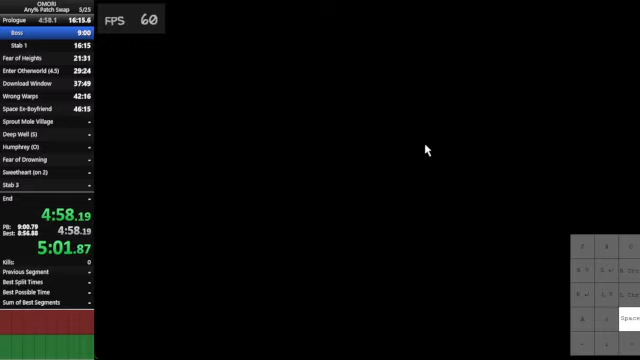 OMORI
Any% Patch Swap 5/25
Prologue 4:58.1 16:15.6
Boss 9:00
Stab 1 16:15
Fear of Heights 21:31
Enter Otherworld (4.5) 29:24
Download Window 37:49
Wrong Warps 42:16
Space Ex-Boyfriend 46:15
Sprout Mole Village -
Deep Well (S) -
Humphrey (O) -
Fear of Drowning -
Sweetheart (on 2) -
Stab 3 -
End -
4:58.19
PB: 9:00.79
Best: 8:56.88
4:58.19
5:01.87
Kills: 0
Previous Segment -
Best Split Times -
Best Possible Time -
Sum of Best Segments -
FPS 60
Space